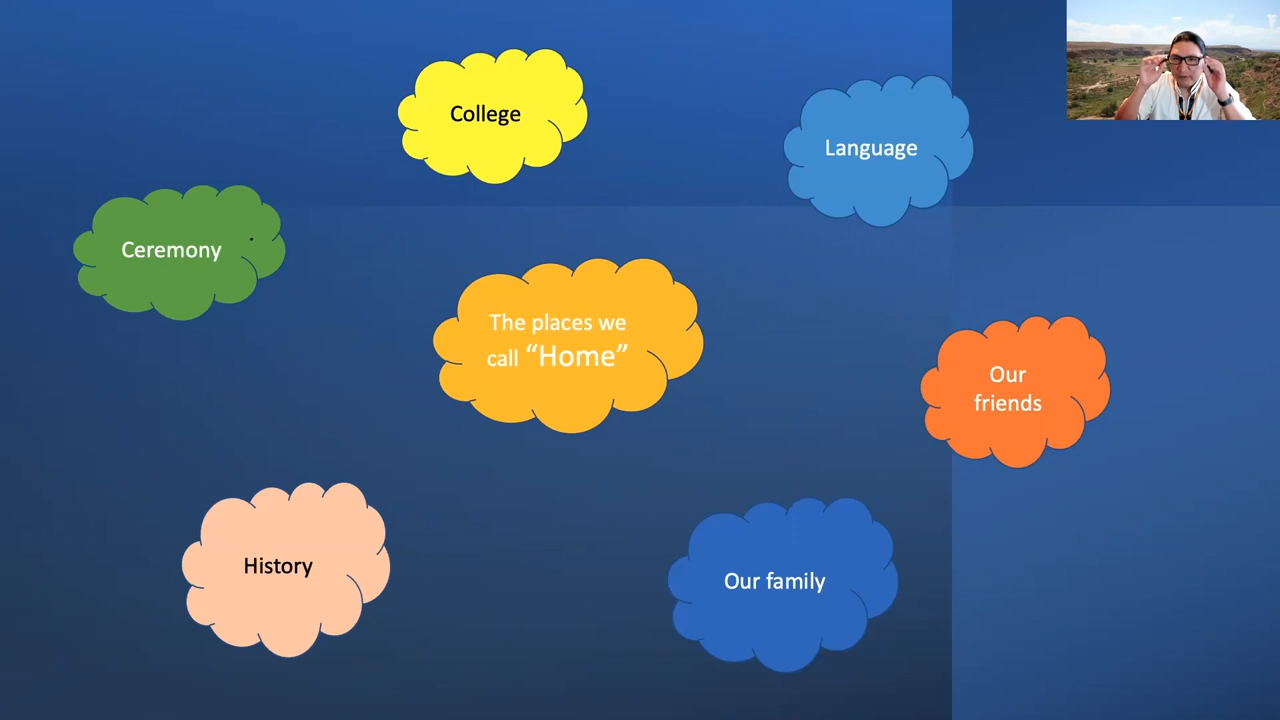 College
Language
Ceremony
The places we
call “Home”
Our
friends
History
Our family